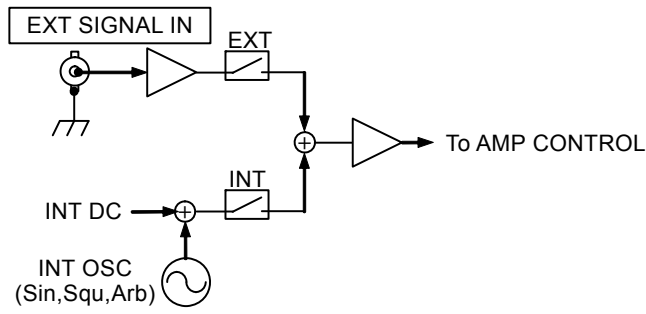 EXT SIGNAL IN
EXT
To AMP CONTROL
INT
INT DC
INT OSC
(Sin,Squ,Arb)